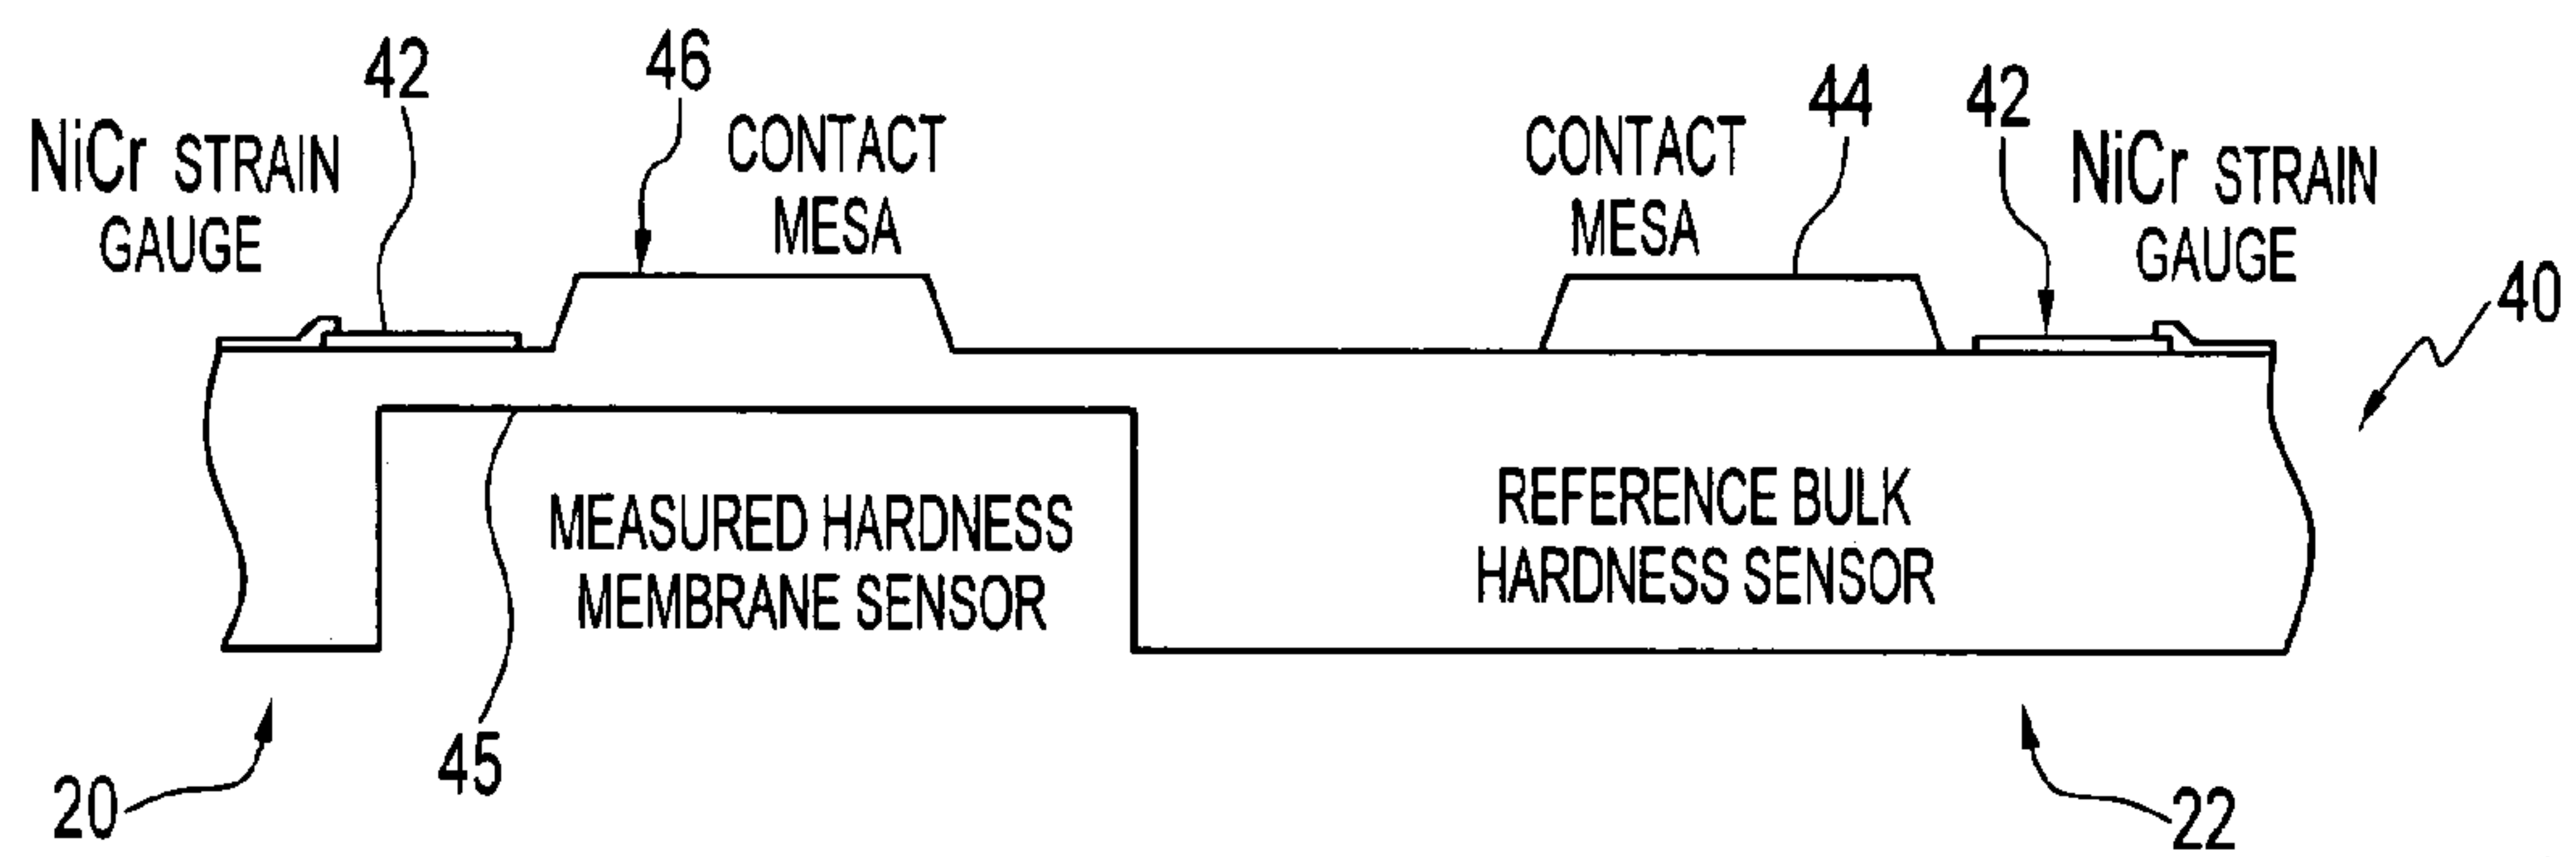 42
46
44
42
NiCr STRAIN
GAUGE
CONTACT
MESA
CONTACT
MESA
NiCr STRAIN
GAUGE
40
MEASURED HARDNESS
MEMBRANE SENSOR
REFERENCE BULK
HARDNESS SENSOR
45
20
22